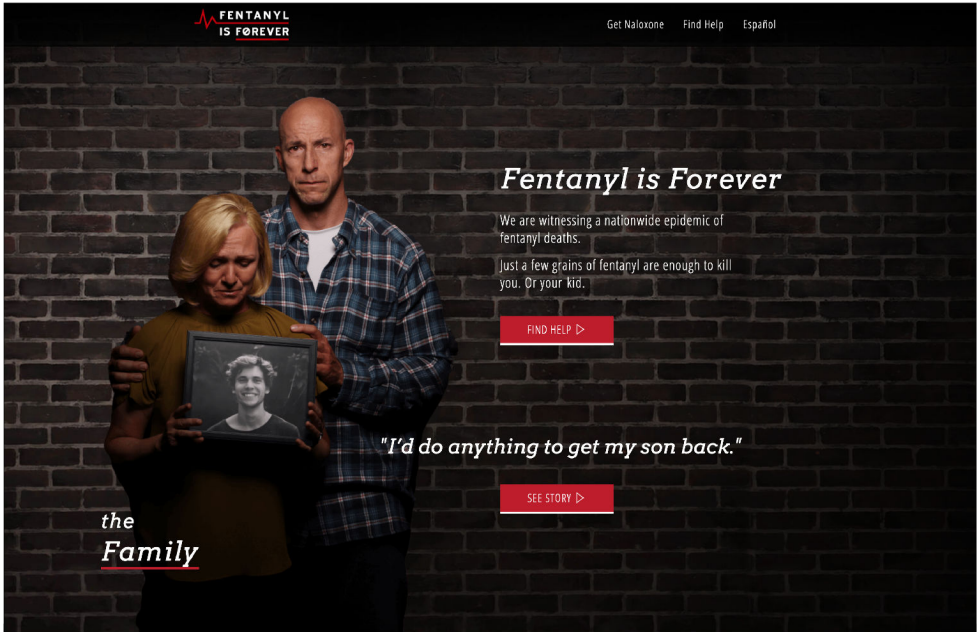 FENTANYL
IS FØREVER
Get Naloxone
Find Help
Español
Fentanyl is Forever
We are witnessing a nationwide epidemic of
fentanyl deaths.
Just a few grains of fentanyl are enough to kill
you. Or your kid.
FIND HELP
"I’d do anything to get my son back."
SEE STORY
the
Family